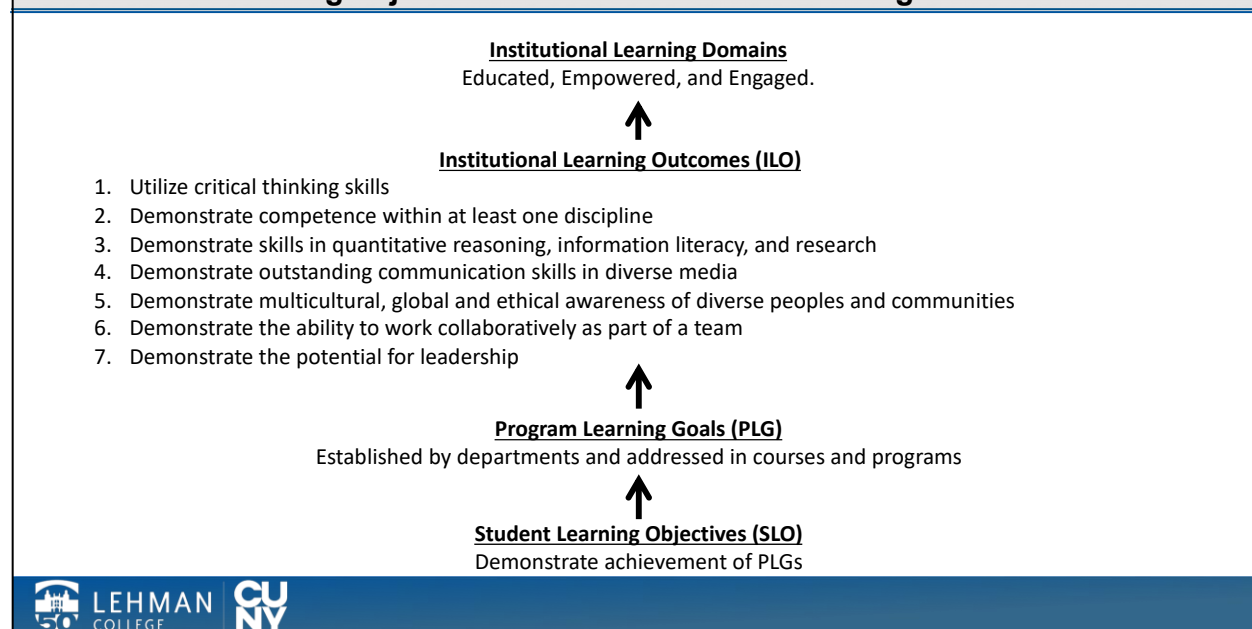 Institutional Learning Domains
Educated, Empowered, and Engaged.
Institutional Learning Outcomes (ILO)
1. Utilize critical thinking skills
2. Demonstrate competence within at least one discipline
3. Demonstrate skills in quantitative reasoning, information literacy, and research
4. Demonstrate outstanding communication skills in diverse media
5. Demonstrate multicultural, global and ethical awareness of diverse peoples and communities
6. Demonstrate the ability to work collaboratively as part of a team
7. Demonstrate the potential for leadership
Program Learning Goals (PLG)
Established by departments and addressed in courses and programs
Student Learning Objectives (SLO)
Demonstrate achievement of PLGs
50 LEHMAN COLLEGE
CU
NY